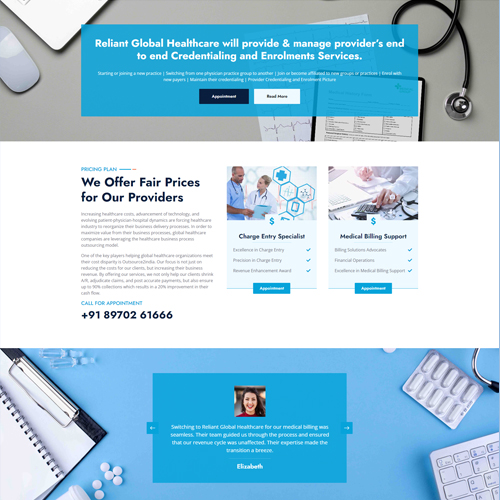 Reliant Global Healthcare will provide & manage provider's end
to end Credentialing and Enrolments Services.
Starting or joining a new practice | Switching from one physician practice group to another | Join or become affiliated to new groups or practices | Enroll with
new payers | Maintain their credentialing | Provider Credentialing and Enrollment Picture
Appointment
Read More
PRICING PLAN
We Offer Fair Prices
for Our Providers
Increasing healthcare costs, advancement of technology, and
evolving patient-physician-hospital dynamics are forcing healthcare
industry to reorganize their business delivery processes. In order to
maximize value from their business processes, global healthcare
companies are leveraging the healthcare business process
outsourcing model.
One of the key players helping global healthcare organizations meet
their cost disparity is Outsource2india. Our focus is not just on
reducing the costs for our clients, but increasing their business
revenue. By offering our services, we not only help our clients shrink
A/R, adjudicate claims, and post accurate payments, but also ensure
up to 90% collections which results in a 20% improvement in their
cash flow.
CALL FOR APPOINTMENT
+91 89702 61666
$
Charge Entry Specialist
Excellence in Charge Entry
Precision in Charge Entry
Revenue Enhancement Award
Appointment
$
Medical Billing Support
Billing Solutions Advocates
Financial Operations
Excellence in Medical Billing Support
Appointment
Switching to Reliant Global Healthcare for our medical billing was
seamless. Their team guided us through the process and ensured
that our revenue cycle was unaffected. Their expertise made the
transition a breeze.
Elizabeth